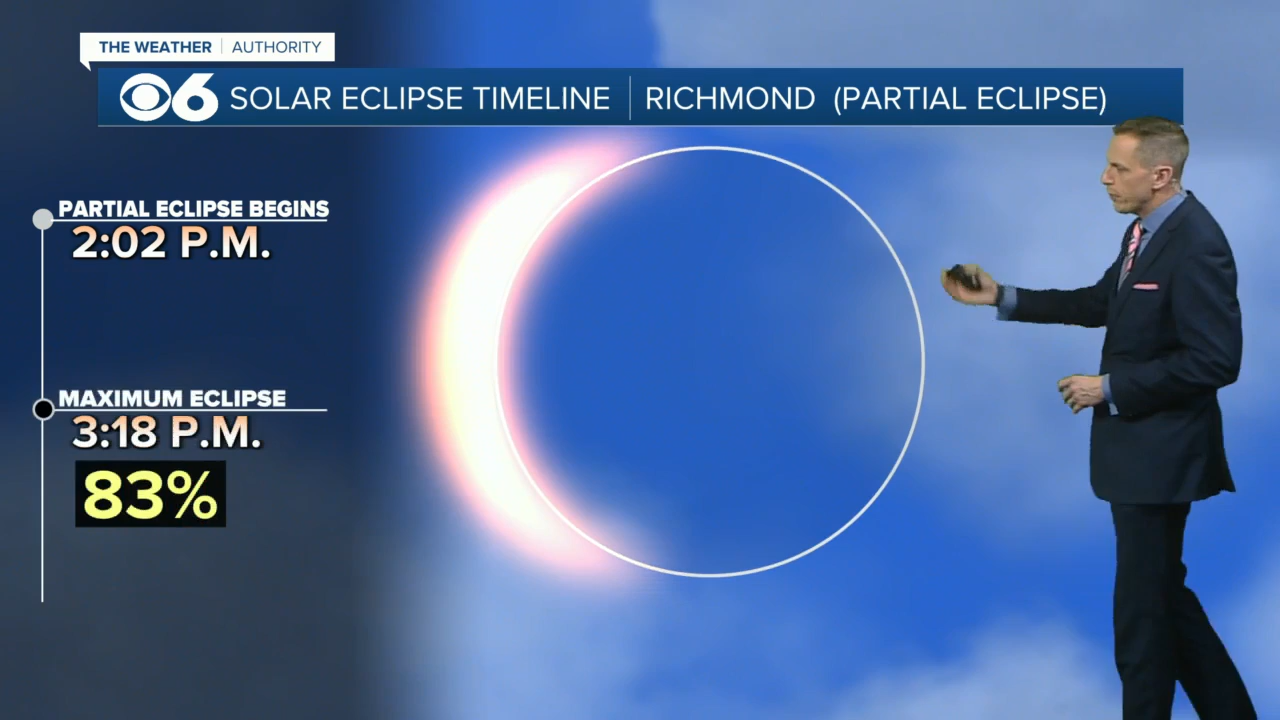 THE WEATHER | AUTHORITY
6 SOLAR ECLIPSE TIMELINE | RICHMOND (PARTIAL ECLIPSE)
PARTIAL ECLIPSE BEGINS
2:02 P.M.
MAXIMUM ECLIPSE
3:18 P.M.
83%